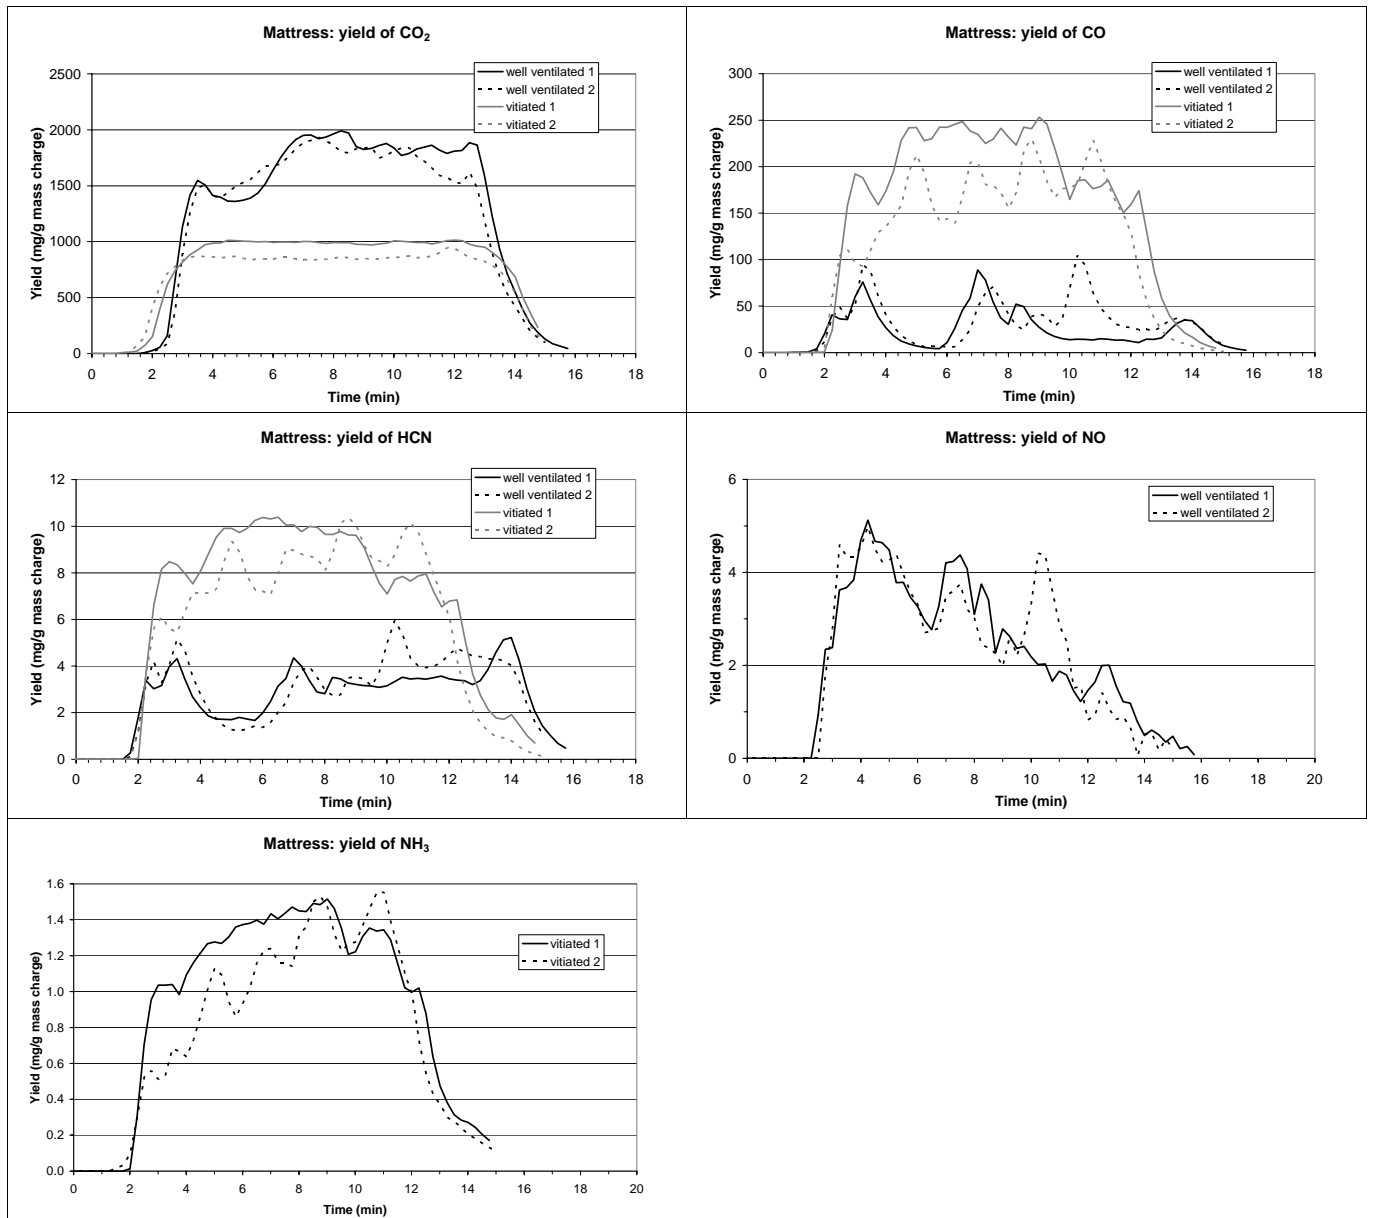 Mattress: yield of CO₂
well ventilated 1
well ventilated 2
vitiated 1
vitiated 2
Yield (mg/g mass charge)
2500
2000
1500
1000
500
0
0 2 4 6 8 10 12 14 16 18
Time (min)
Mattress: yield of CO
well ventilated 1
well ventilated 2
vitiated 1
vitiated 2
Yield (mg/g mass charge)
300
250
200
150
100
50
0
0 2 4 6 8 10 12 14 16 18
Time (min)
Mattress: yield of HCN
well ventilated 1
well ventilated 2
vitiated 1
vitiated 2
Yield (mg/g mass charge)
12
10
8
6
4
2
0
0 2 4 6 8 10 12 14 16 18
Time (min)
Mattress: yield of NO
well ventilated 1
well ventilated 2
Yield (mg/g mass charge)
6
4
2
0
0 2 4 6 8 10 12 14 16 18 20
Time (min)
Mattress: yield of NH₃
vitiated 1
vitiated 2
Yield (mg/g mass charge)
1.6
1.4
1.2
1.0
0.8
0.6
0.4
0.2
0.0
0 2 4 6 8 10 12 14 16 18 20
Time (min)